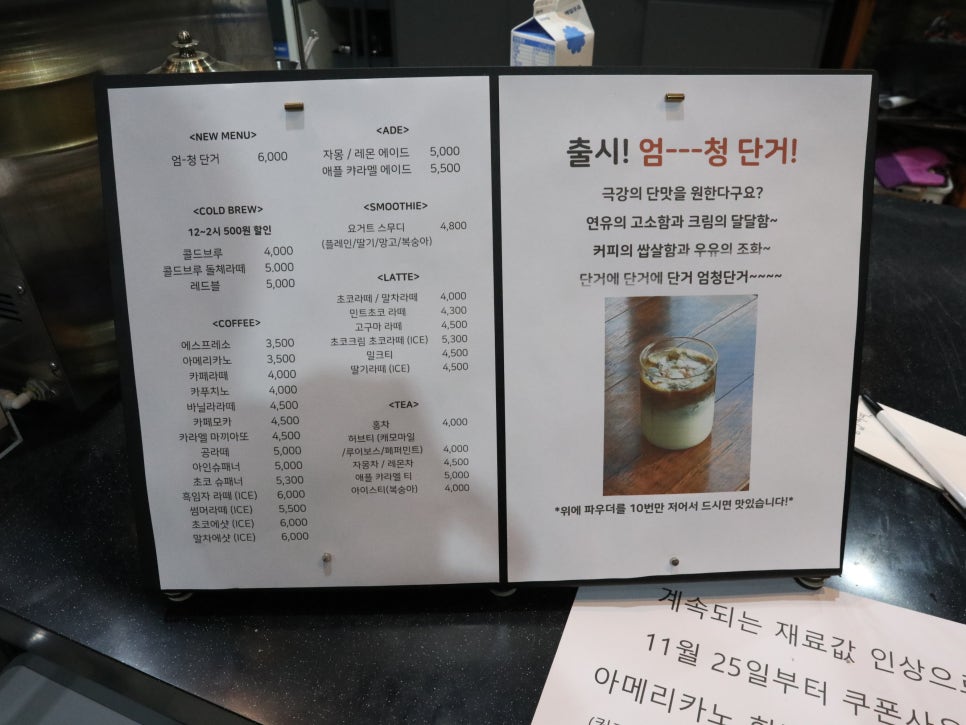 <NEW MENU>
엄-청 단거 6,000
<COLD BREW>
12~2시 500원 할인
콜드브루 4,000
콜드브루 돌체라떼 5.000
레드블 5,000
<COFFEE>
에스프레소 3,500
아메리카노 3,500
카페라떼 4,000
카푸치노 4,000
바닐라라떼 4,500
카페모카 4,500
카라멜 마끼아또 4,500
공라떼 5,000
아인슈패너 5,000
초코 슈패너 5,300
흑임자 라떼 (ICE) 6,000
썸머라떼 (ICE) 5,500
초코에샷 (ICE) 6,000
말차에샷 (ICE) 6,000
<ADE>
자몽 / 레몬 에이드 5,000
애플 캬라멜 에이드 5,500
<SMOOTHIE>
요거트 스무디 4,800
(플레인/딸기/망고/복숭아)
<LATTE>
초코라떼 / 말차라떼 4,000
민트초코 라떼 4,300
고구마 라떼 4,500
초코크림 초코라떼 (ICE) 5,300
밀크티 4,500
딸기라떼 (ICE) 4,500
<TEA>
홍차 4,000
허브티 (캐모마일
/루이보스/페퍼민트) 4,000
자몽차 / 레몬차 4,500
애플 캬라멜 티 5,000
아이스티(복숭아) 4,000
출시! 엄---청 단거!
극강의 단맛을 원한다구요?
연유의 고소함과 크림의 달달함~
커피의 쌉쌀함과 우유의 조화~
단거에 단거에 단거 엄청단거~~~~
*위에 파우더를 10번만 저어서 드시면 맛있습니다!*
계속되는 재료값 인상으로
11월 25일부터 쿠폰사용
아메리카노